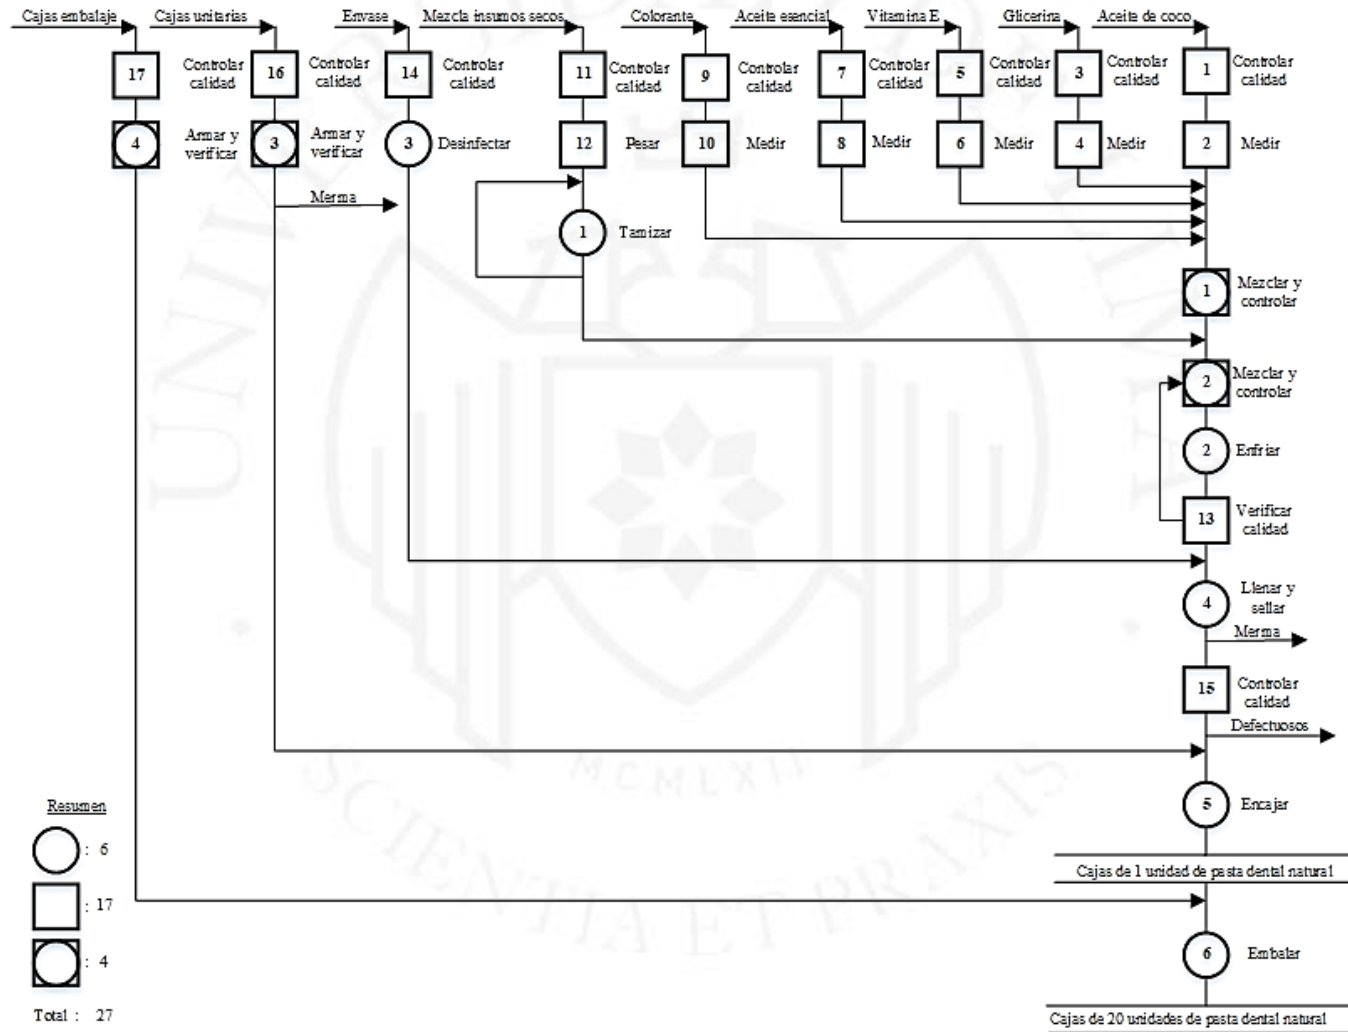 Cajas embalaje Cajas unitarias Envase Mezcla insumos secos Colorante Aceite esencial Vitamina E Glicerina Aceite de coco
17 Controlar calidad 16 Controlar calidad 14 Controlar calidad 11 Controlar calidad 9 Controlar calidad 7 Controlar calidad 5 Controlar calidad 3 Controlar calidad 1 Controlar calidad
4 Armar y verificar 3 Armar y verificar 3 Desinfectar 12 Pesar 10 Medir 8 Medir 6 Medir 4 Medir 2 Medir
Merma
1 Tamizar
1 Mezclar y
controlar
2 Mezclar y
controlar
2 Enfriar
13 Verificar
calidad
4 Llenar y
sellar
Merma
15 Controlar
calidad
Defectuosos
5 Encajar
Cajas de 1 unidad de pasta dental natural
6 Embalar
Cajas de 20 unidades de pasta dental natural
Resumen
: 6
: 17
: 4
Total : 27
MCMLXII
SCIENTIA ET PRAXIS